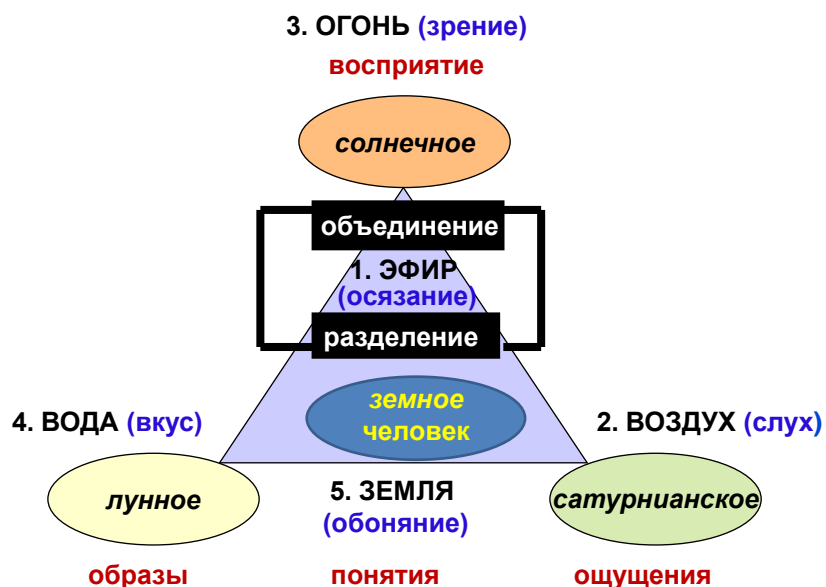 3. ОГОНЬ (зрение)
восприятие
солнечное
объединение
1. ЭФИР
(осязание)
разделение
земное
человек
4. ВОДА (вкус)
2. ВОЗДУХ (слух)
лунное
5. ЗЕМЛЯ
(обоняние)
сатурнианское
образы
понятия
ощущения